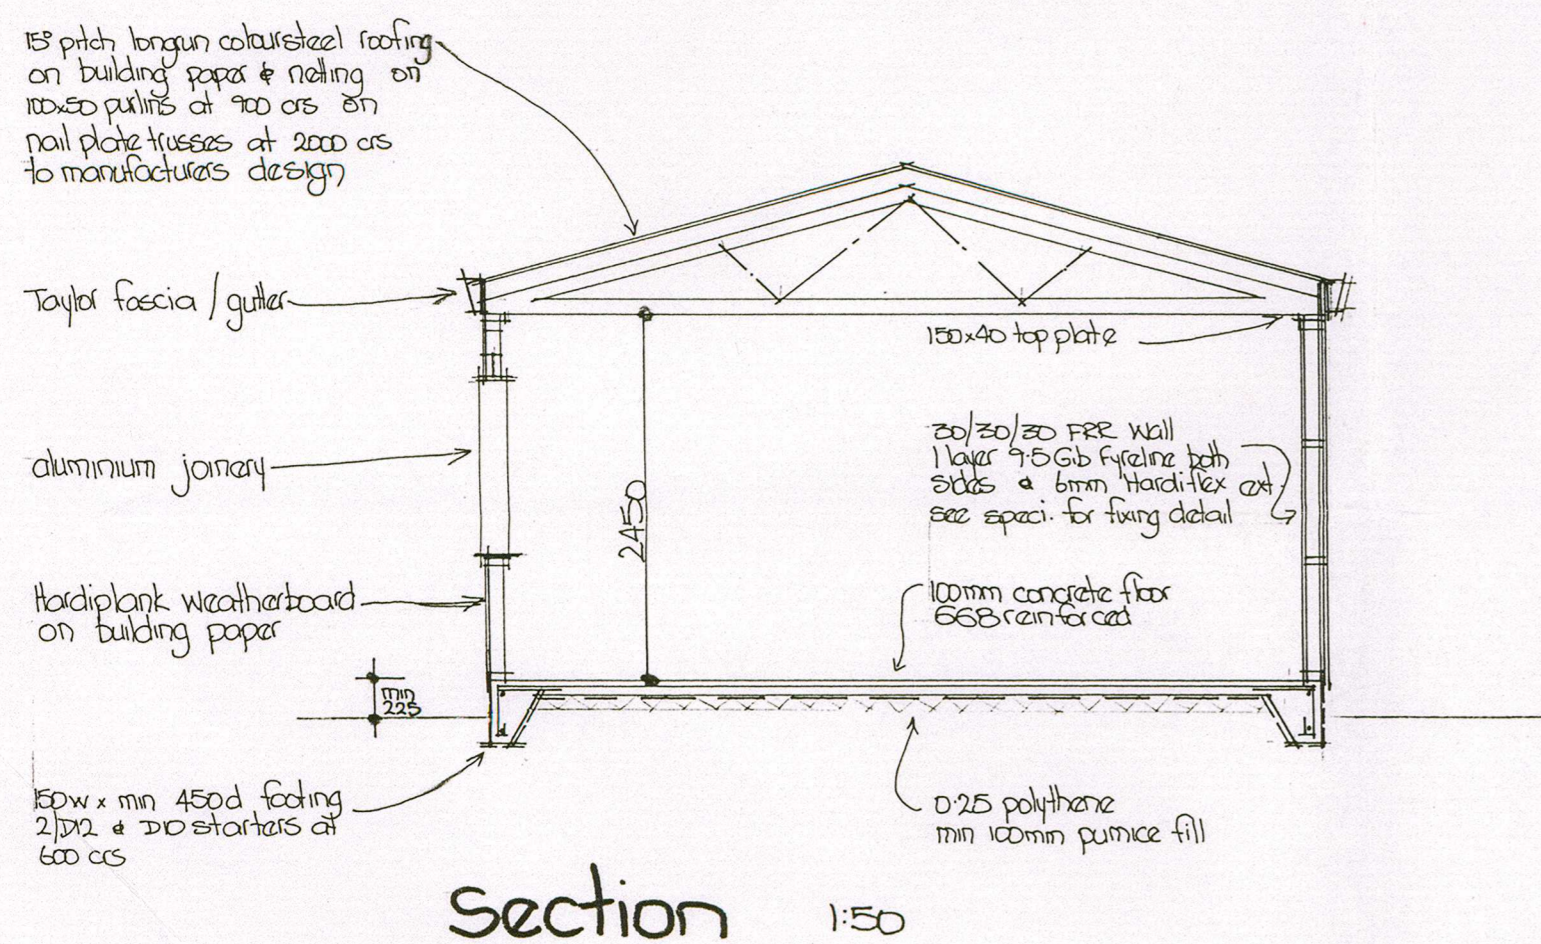 15° pitch longrun coloursteel roofing
on building paper & netting on
100x50 purlins at 900 crs on
nail plate trusses at 2000 crs
to manufacturers design
Taylor fascia / gutter
150x40 top plate
30/30/30 FRR Wall
1 layer 9.5 Gib Fyreline both
sides & 6mm Hardiflex ext.
see speci. for fixing detail
aluminium joinery
2450
Hardiplank weatherboard
on building paper
100mm concrete floor
668 reinforced
min
225
150w x min 450d footing
2/D12 & D10 starters at
600 crs
0.25 polythene
min 100mm pumice fill
Section 1:50